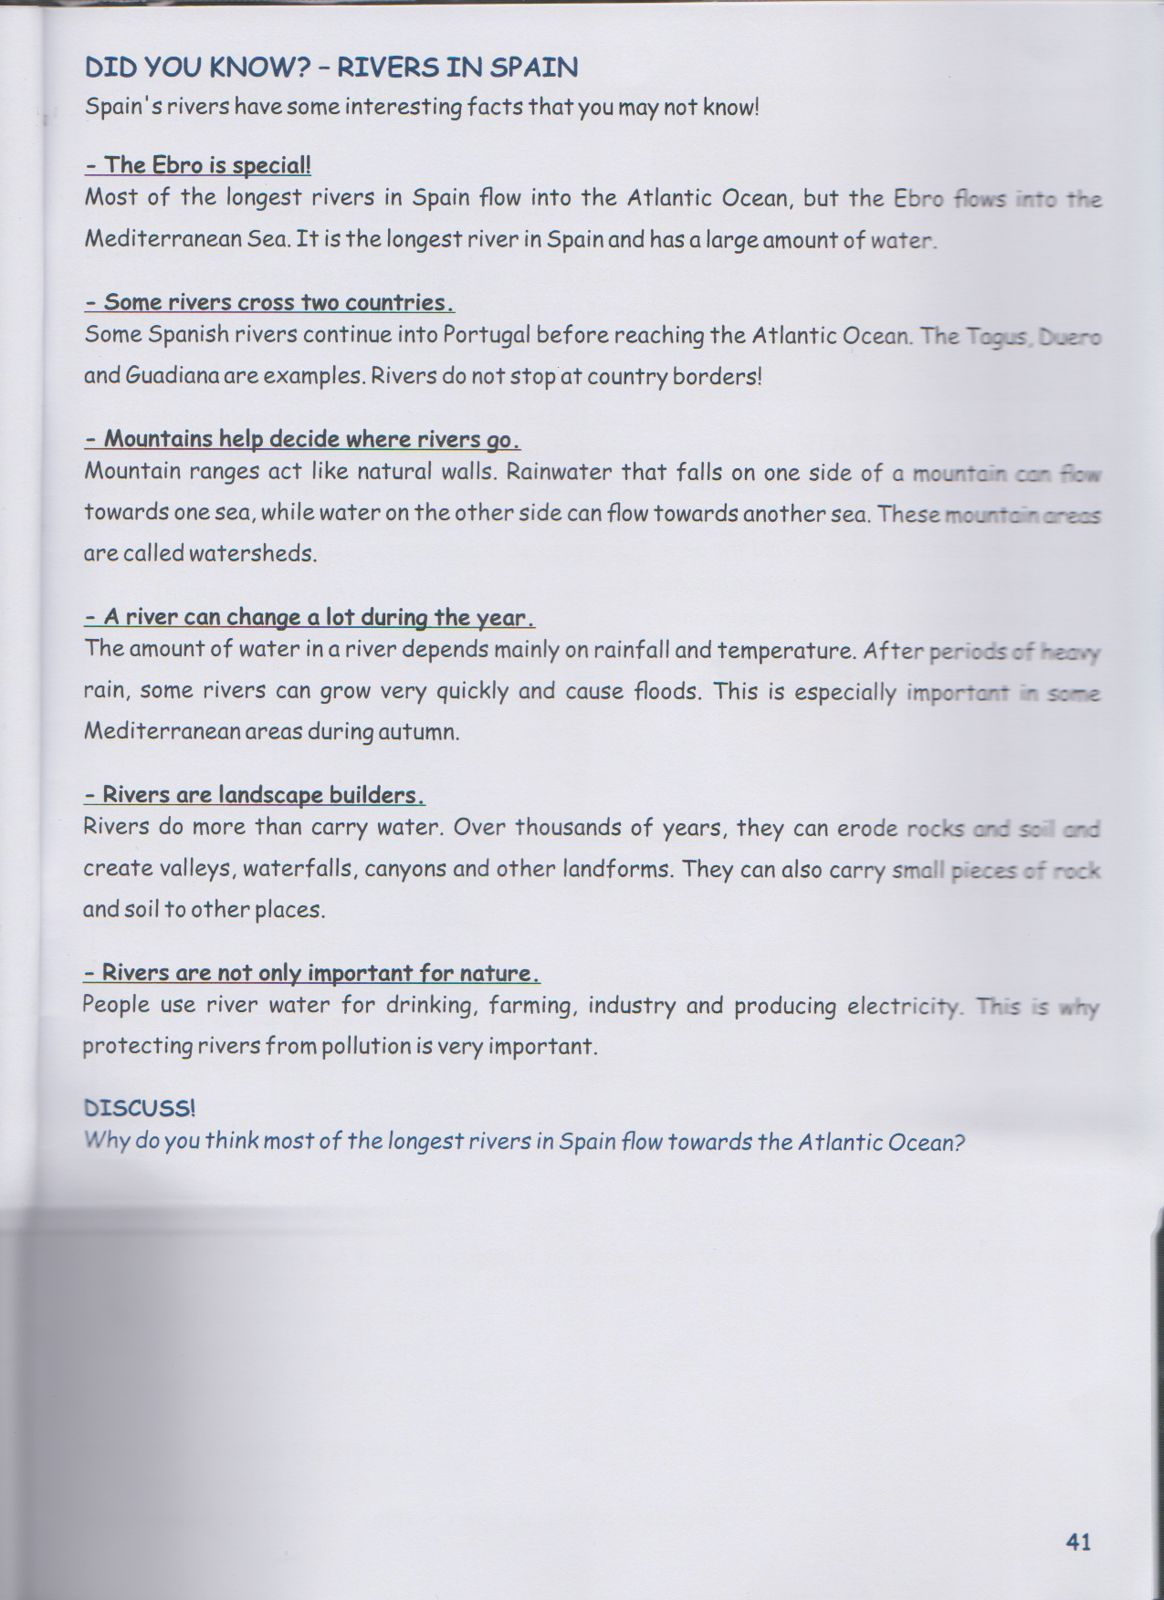 DID YOU KNOW? – RIVERS IN SPAIN
Spain's rivers have some interesting facts that you may not know!
- The Ebro is special!
Most of the longest rivers in Spain flow into the Atlantic Ocean, but the Ebro flows into the
Mediterranean Sea. It is the longest river in Spain and has a large amount of water.
- Some rivers cross two countries.
Some Spanish rivers continue into Portugal before reaching the Atlantic Ocean. The Tagus, Duero
and Guadiana are examples. Rivers do not stop at country borders!
- Mountains help decide where rivers go.
Mountain ranges act like natural walls. Rainwater that falls on one side of a mountain can flow
towards one sea, while water on the other side can flow towards another sea. These mountain areas
are called watersheds.
- A river can change a lot during the year.
The amount of water in a river depends mainly on rainfall and temperature. After periods of heavy
rain, some rivers can grow very quickly and cause floods. This is especially important in some
Mediterranean areas during autumn.
- Rivers are landscape builders.
Rivers do more than carry water. Over thousands of years, they can erode rocks and soil and
create valleys, waterfalls, canyons and other landforms. They can also carry small pieces of rock
and soil to other places.
- Rivers are not only important for nature.
People use river water for drinking, farming, industry and producing electricity. This is why
protecting rivers from pollution is very important.
DISCUSS!
Why do you think most of the longest rivers in Spain flow towards the Atlantic Ocean?
41